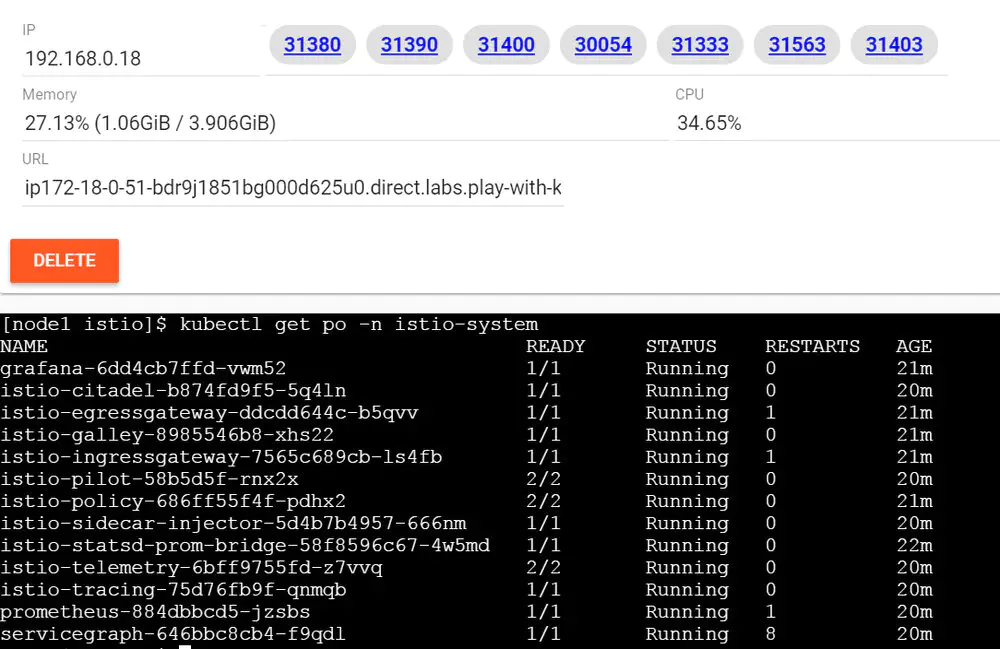 IP
192.168.0.18 31380 31390 31400 30054 31333 31563 31403
Memory CPU
27.13% (1.06GiB / 3.906GiB) 34.65%
URL
ip172-18-0-51-bdr9j1851bg000d625u0.direct.labs.play-with-k
DELETE
[node1 istio]$ kubectl get po -n istio-system
NAME READY STATUS RESTARTS AGE
grafana-6dd4cb7ffd-vwm52 1/1 Running 0 21m
istio-citadel-b874fd9f5-5q4ln 1/1 Running 0 20m
istio-egressgateway-ddcdd644c-b5qvv 1/1 Running 1 21m
istio-galley-8985546b8-xhs22 1/1 Running 0 21m
istio-ingressgateway-7565c689cb-ls4fb 1/1 Running 1 21m
istio-pilot-58b5d5f-rnx2x 2/2 Running 0 20m
istio-policy-686ff55f4f-pdhx2 2/2 Running 0 21m
istio-sidecar-injector-5d4b7b4957-666nm 1/1 Running 0 20m
istio-statsd-prom-bridge-58f8596c67-4w5md 1/1 Running 0 22m
istio-telemetry-6bff9755fd-z7vvq 2/2 Running 0 20m
istio-tracing-75d76fb9f-qnmqb 1/1 Running 0 20m
prometheus-884dbbcd5-jzsbs 1/1 Running 1 20m
servicegraph-646bbc8cb4-f9qdl 1/1 Running 8 20m